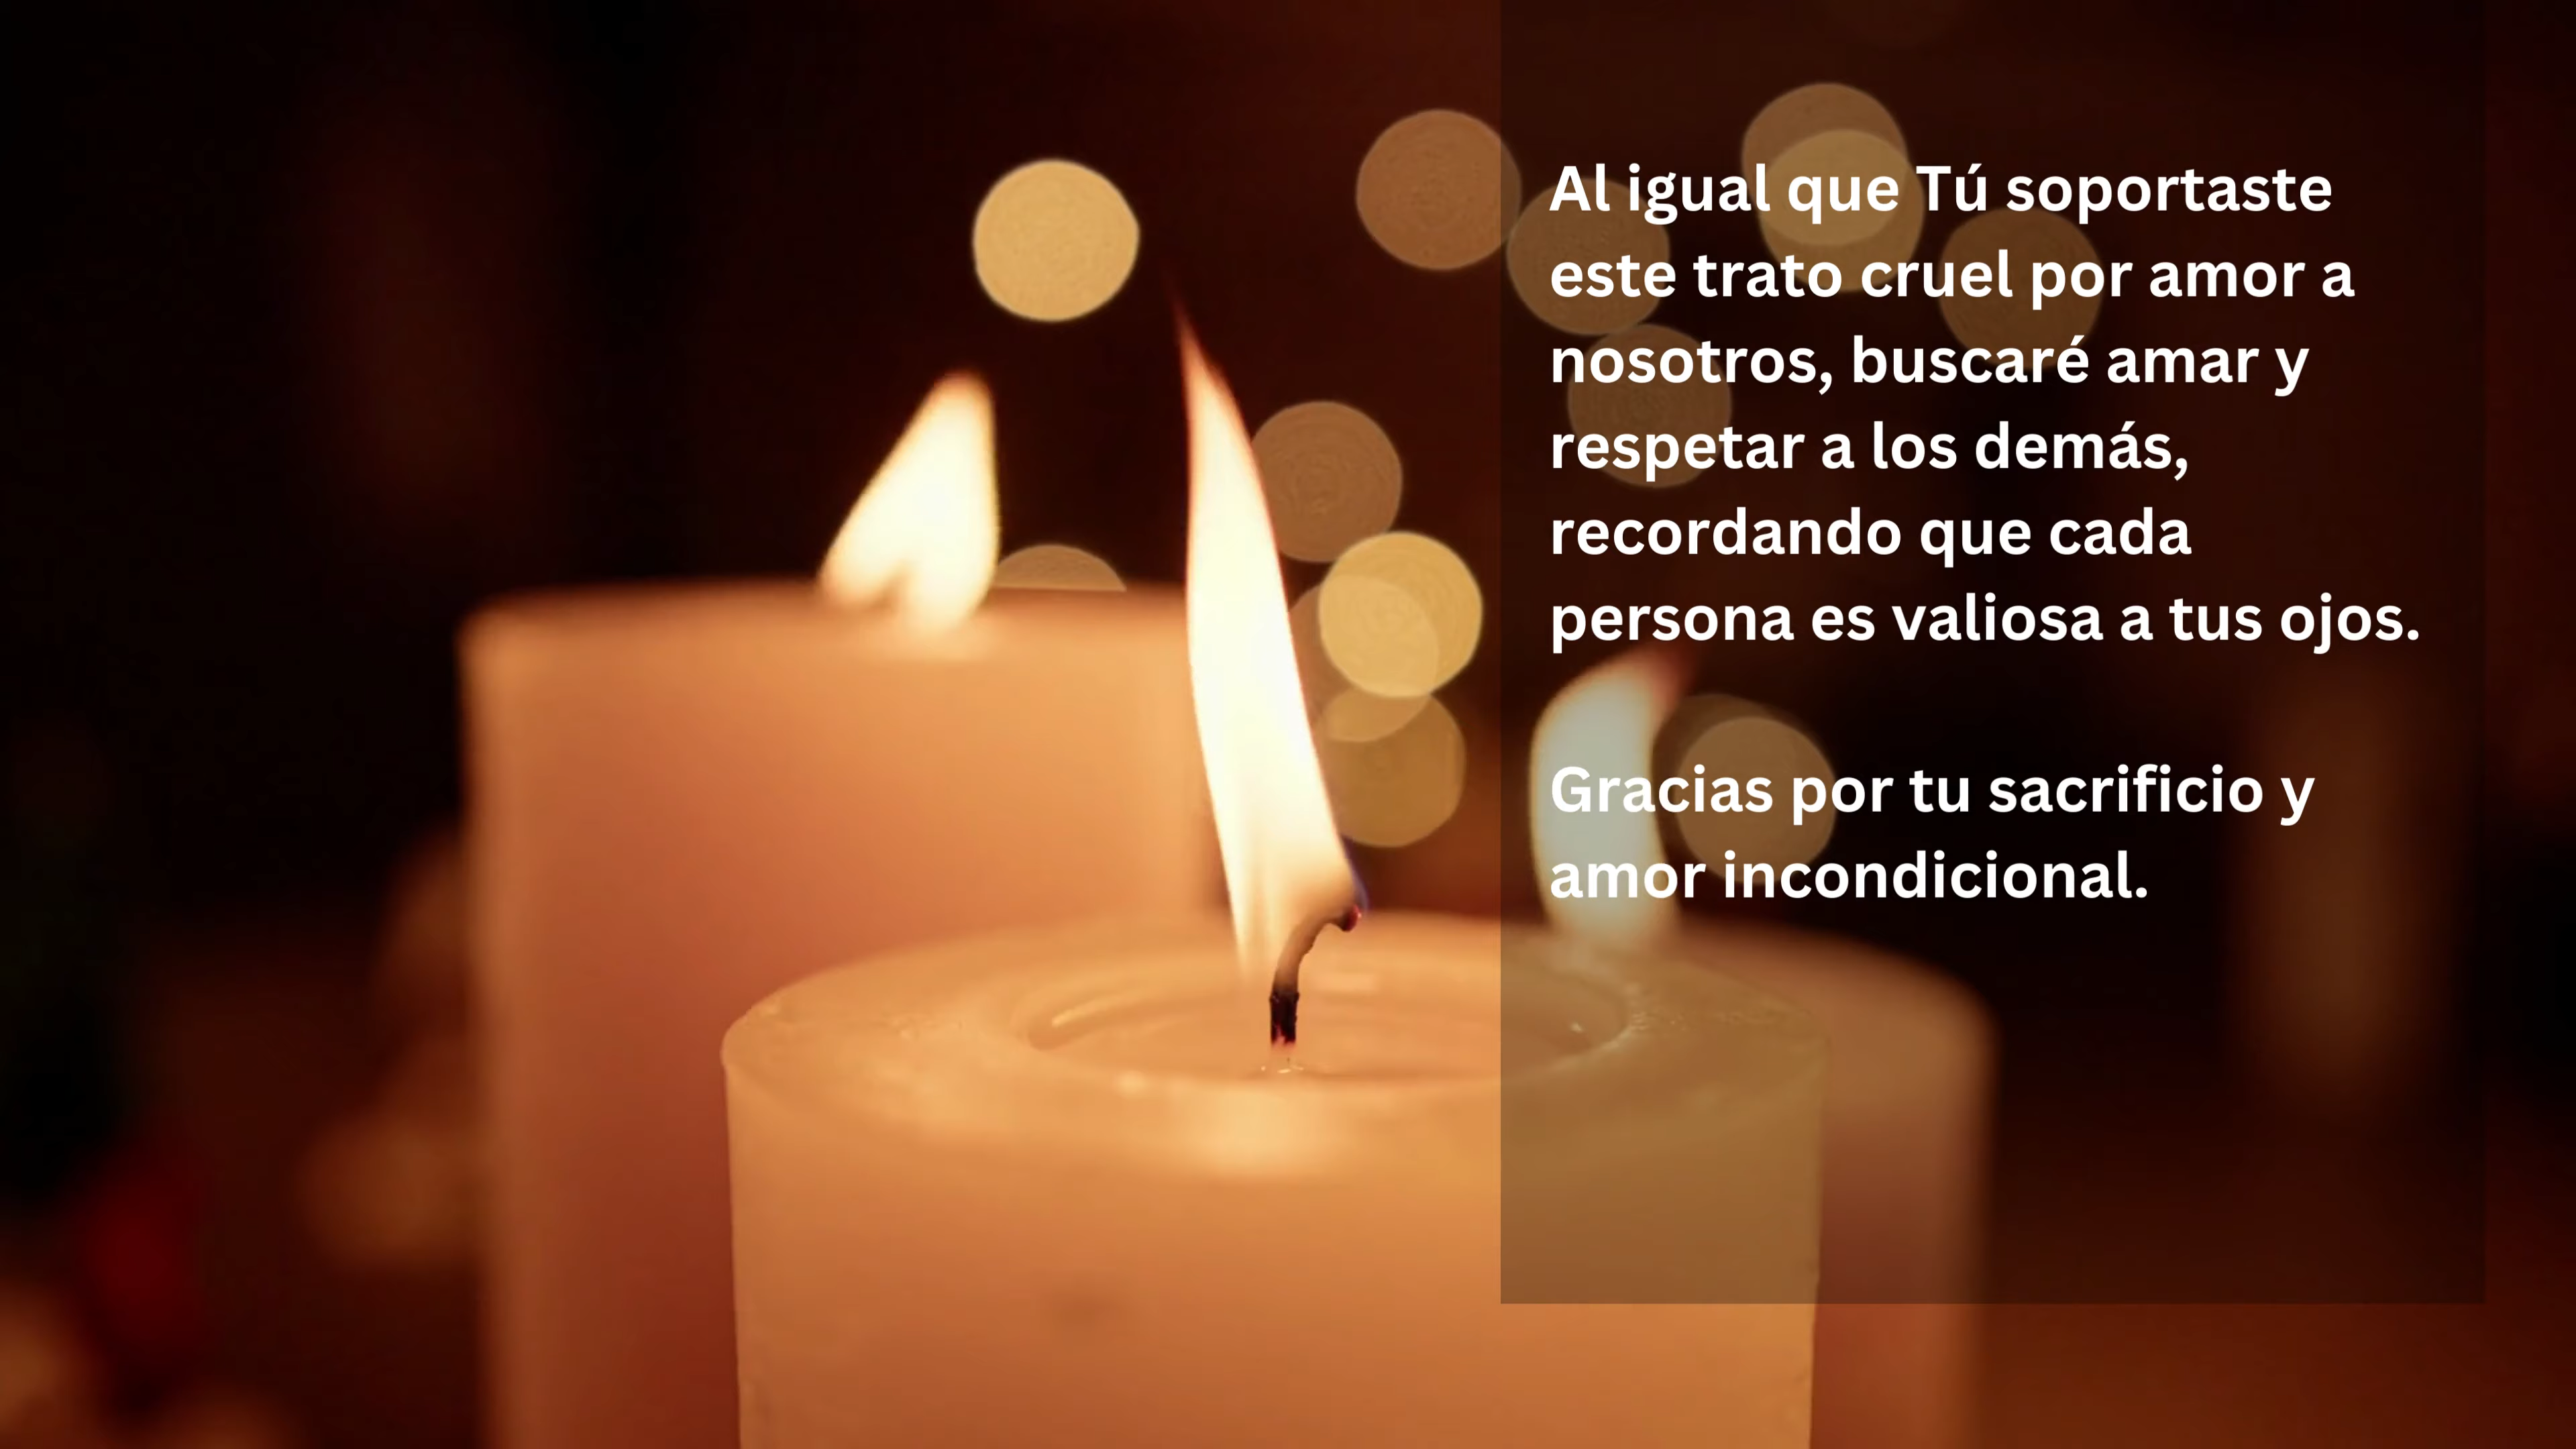 Al igual que Tú soportaste
este trato cruel por amor a
nosotros, buscaré amar y
respetar a los demás,
recordando que cada
persona es valiosa a tus ojos.
Gracias por tu sacrificio y
amor incondicional.